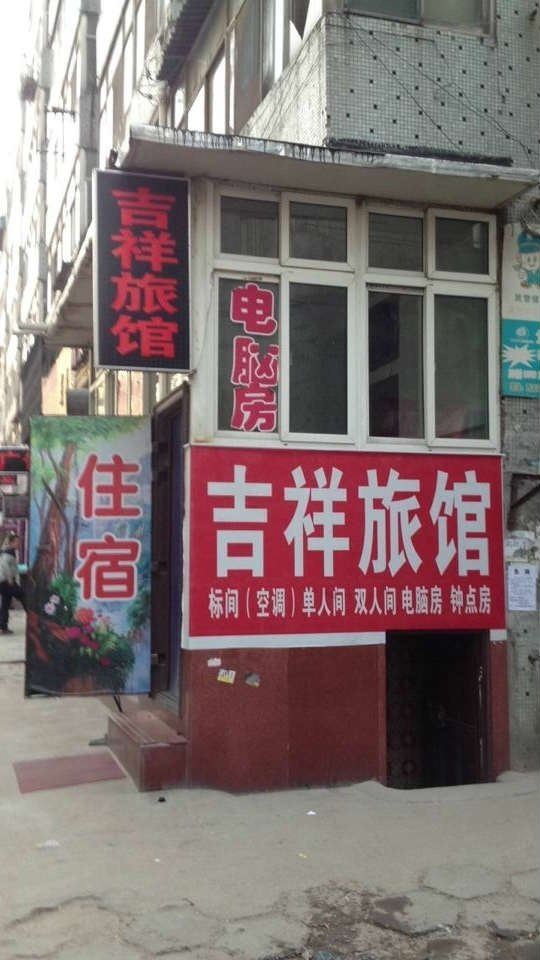 吉祥旅馆
电脑房
住宿
吉祥旅馆
标间(空调)单人间 双人间 电脑房 钟点房